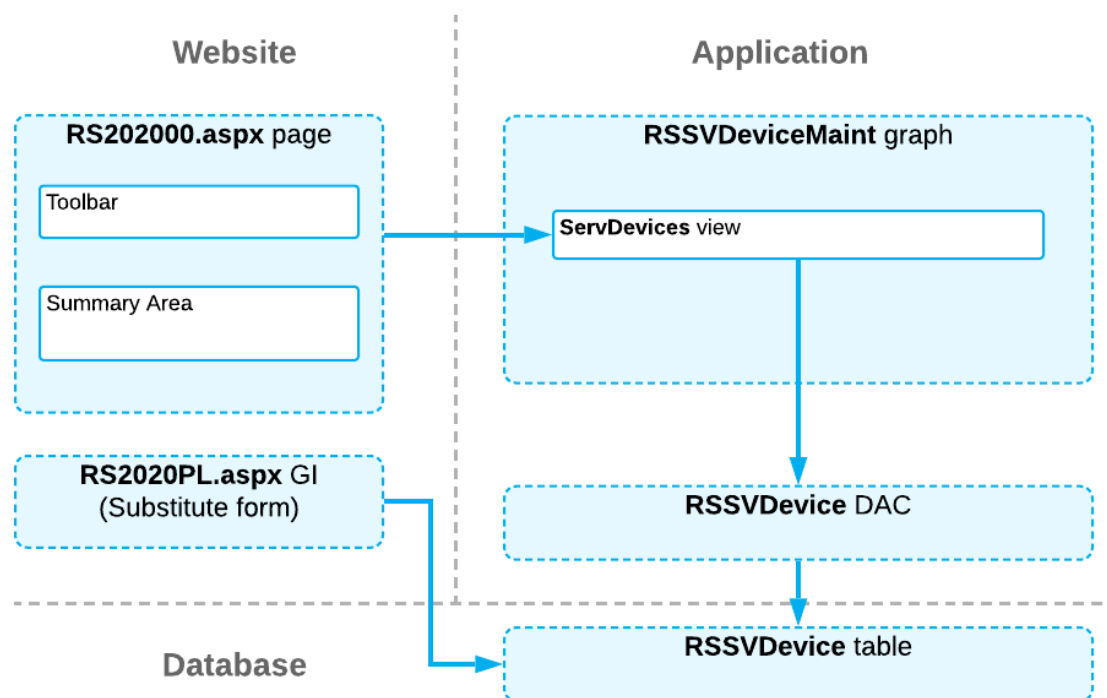 Website
Application
RS202000.aspx page
Toolbar
Summary Area
RSSVDeviceMaint graph
ServDevices view
RS2020PL.aspx GI
(Substitute form)
RSSVDevice DAC
Database
RSSVDevice table